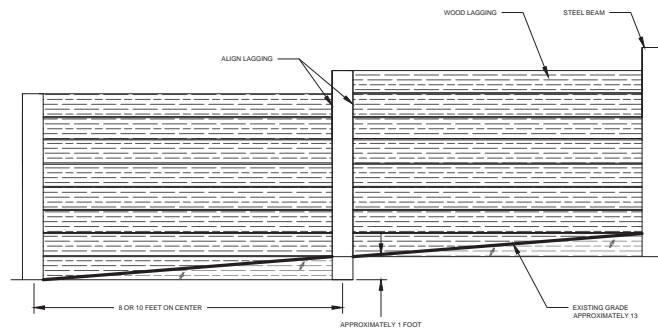 WOOD LAGGING
STEEL BEAM
ALIGN LAGGING
8 OR 10 FEET ON CENTER
APPROXIMATELY 1 FOOT
EXISTING GRADE
APPROXIMATELY 13